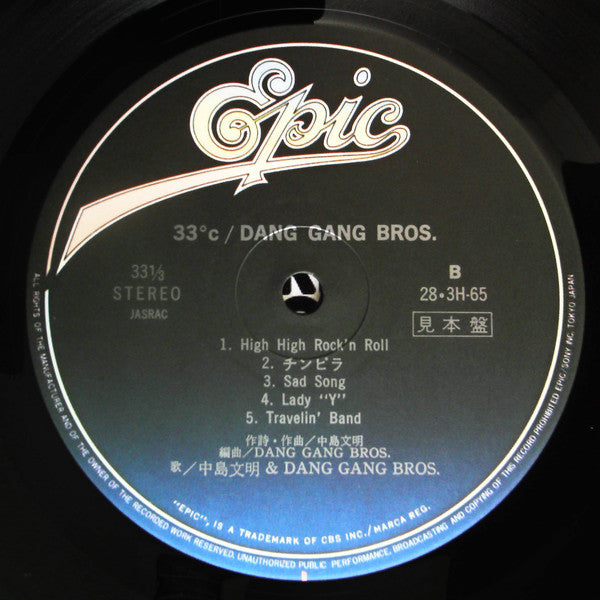 Epic
33°c / DANG GANG BROS.
33⅓
STEREO
JASRAC
B
28・3H-65
見本盤
1. High High Rock'n Roll
2. チンピラ
3. Sad Song
4. Lady "Y"
5. Travelin' Band
作詩・作曲／中島文明
編曲／DANG GANG BROS.
歌／中島文明 & DANG GANG BROS.
"EPIC", IS A TRADEMARK OF CBS INC./MARCA REG.
ALL RIGHTS OF THE MANUFACTURER AND OF THE OWNER OF THE RECORDED WORK RESERVED. UNAUTHORIZED PUBLIC PERFORMANCE, BROADCASTING AND COPYING OF THIS RECORD PROHIBITED EPIC/SONY INC. TOKYO JAPAN